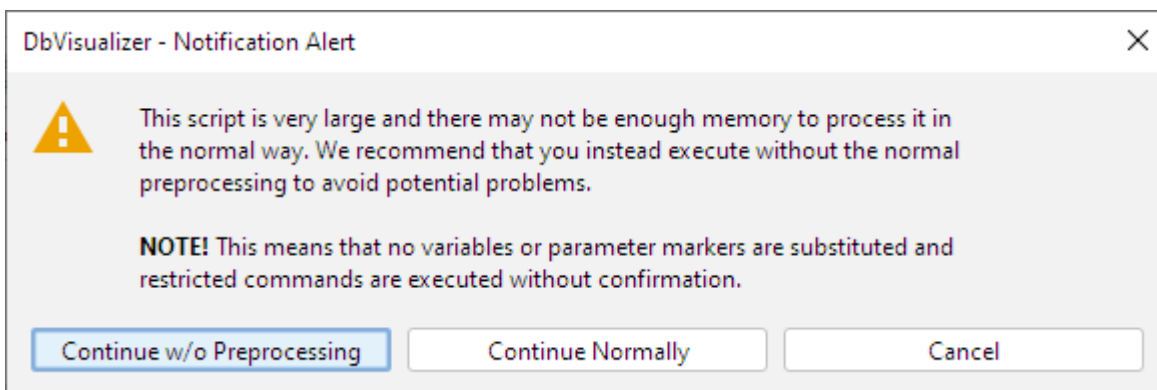 DbVisualizer - Notification Alert
This script is very large and there may not be enough memory to process it in
the normal way. We recommend that you instead execute without the normal
preprocessing to avoid potential problems.
NOTE! This means that no variables or parameter markers are substituted and
restricted commands are executed without confirmation.
Continue w/o Preprocessing
Continue Normally
Cancel